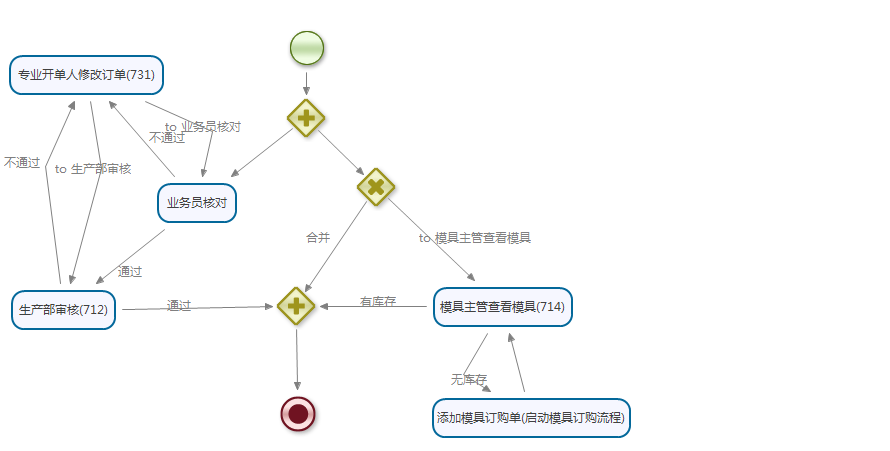 专业开单人修改订单(731)
to 业务员核对
不通过
不通过
to 生产部审核
业务员核对
合并
to 模具主管查看模具
通过
生产部审核(712)
通过
有库存
模具主管查看模具(714)
无库存
添加模具订购单(启动模具订购流程)